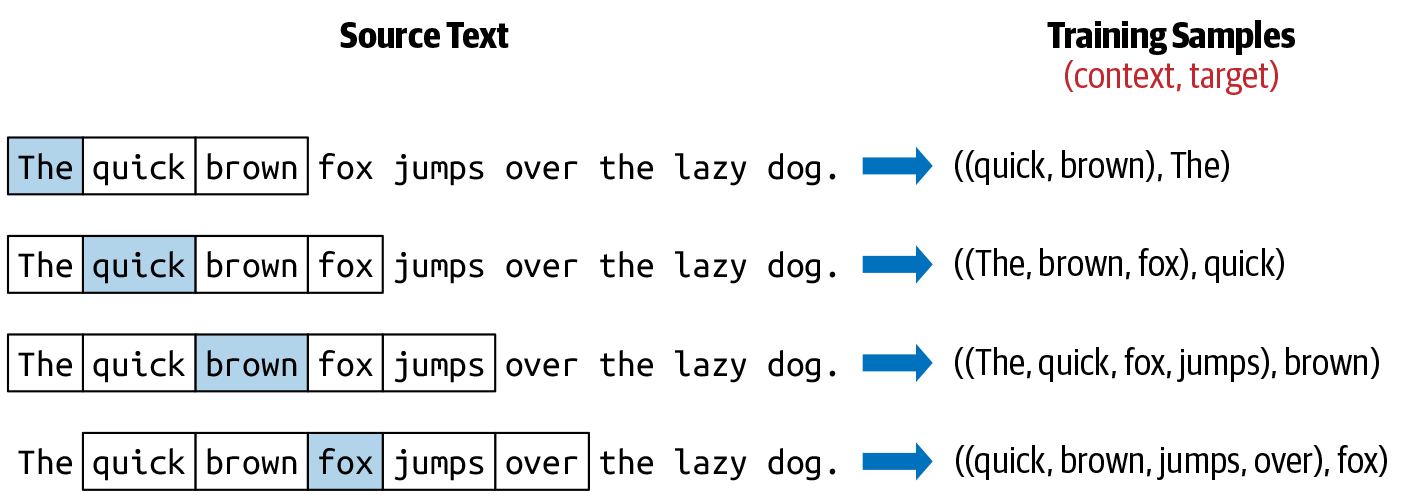 Source Text Training Samples
(context, target)
The quick brown fox jumps over the lazy dog. ((quick, brown), The)
The quick brown fox jumps over the lazy dog. ((The, brown, fox), quick)
The quick brown fox jumps over the lazy dog. ((The, quick, fox, jumps), brown)
The quick brown fox jumps over the lazy dog. ((quick, brown, jumps, over), fox)